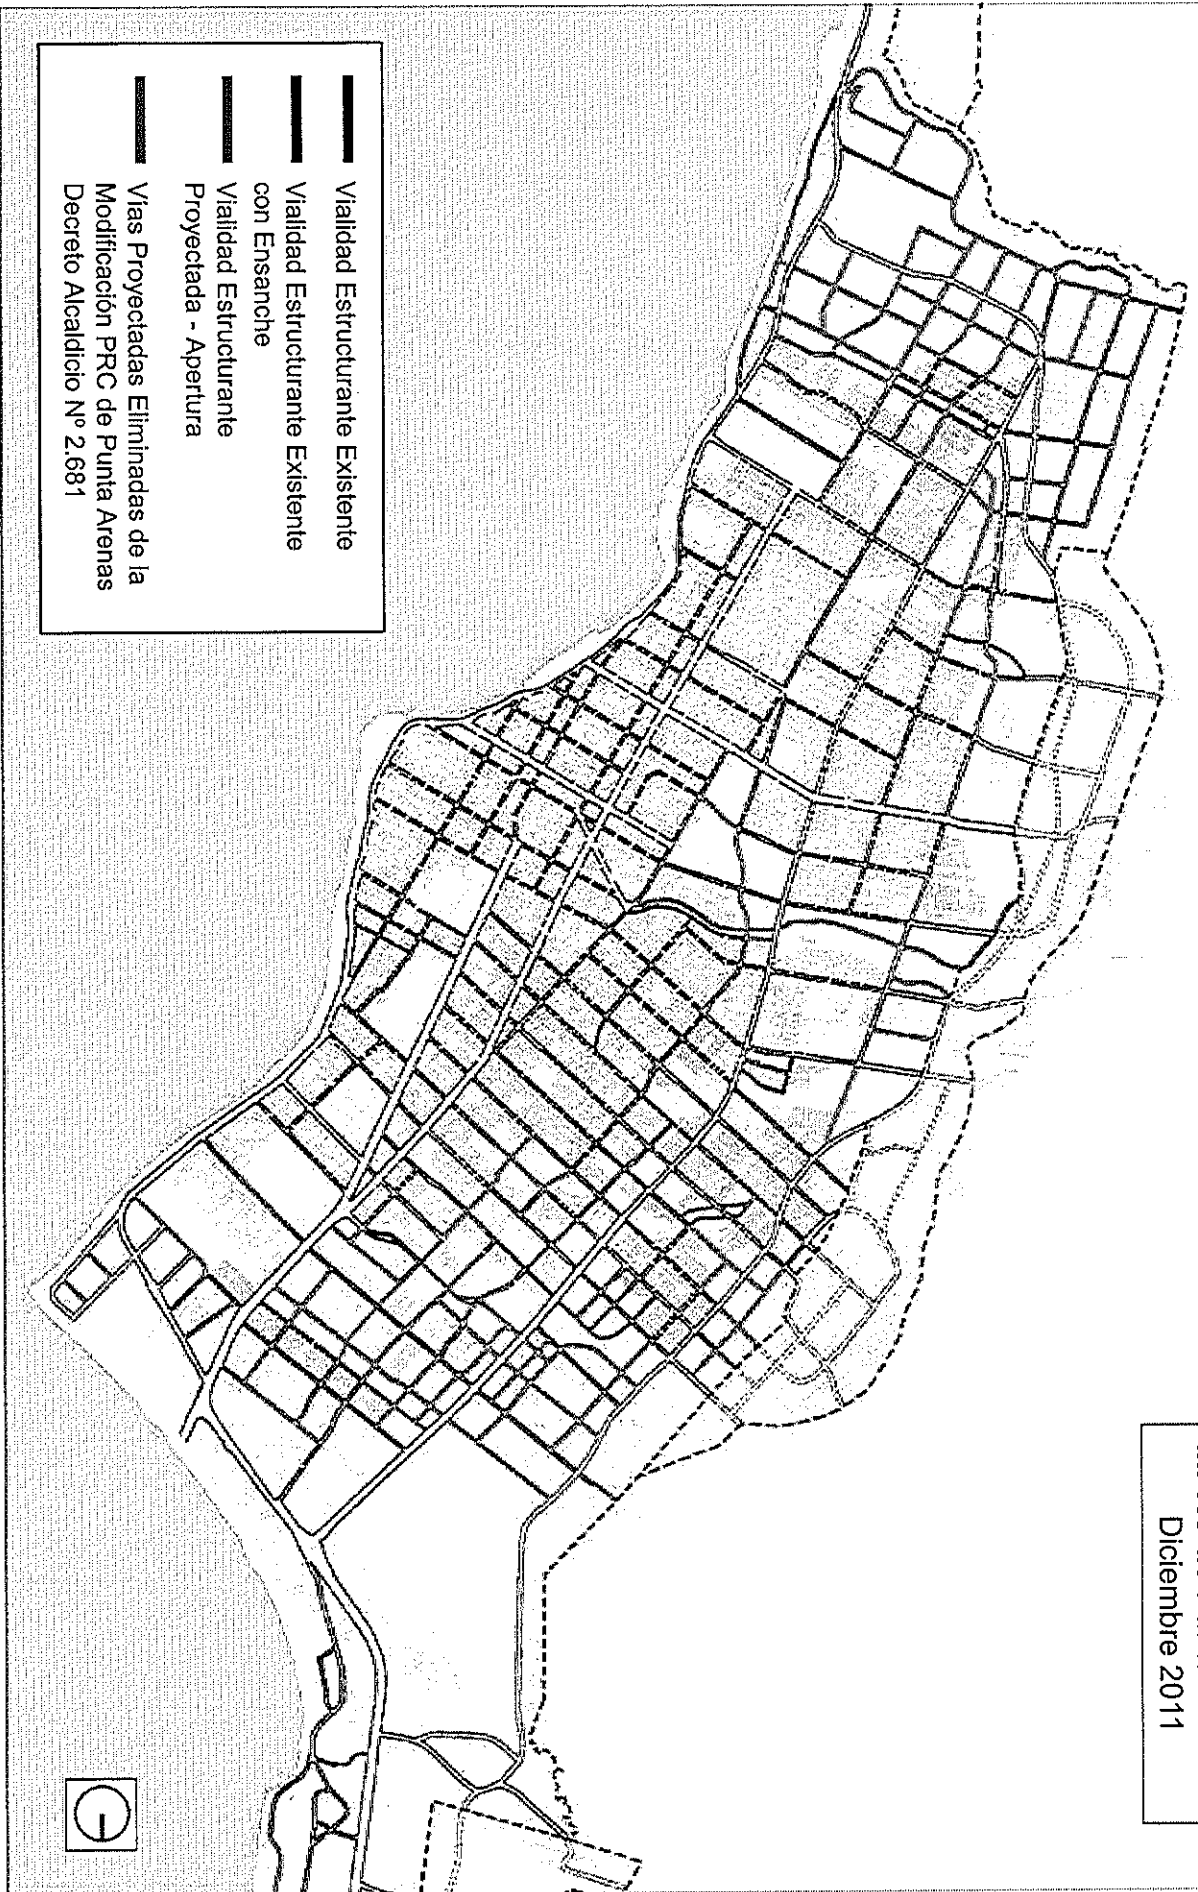 Diciembre 2011
Vialidad Estructurante Existente
Vialidad Estructurante Existente
con Ensanche
Vialidad Estructurante
Proyectada - Apertura
Vías Proyectadas Eliminadas de la
Modificación PRC de Punta Arenas
Decreto Alcaldicio Nº 2.681